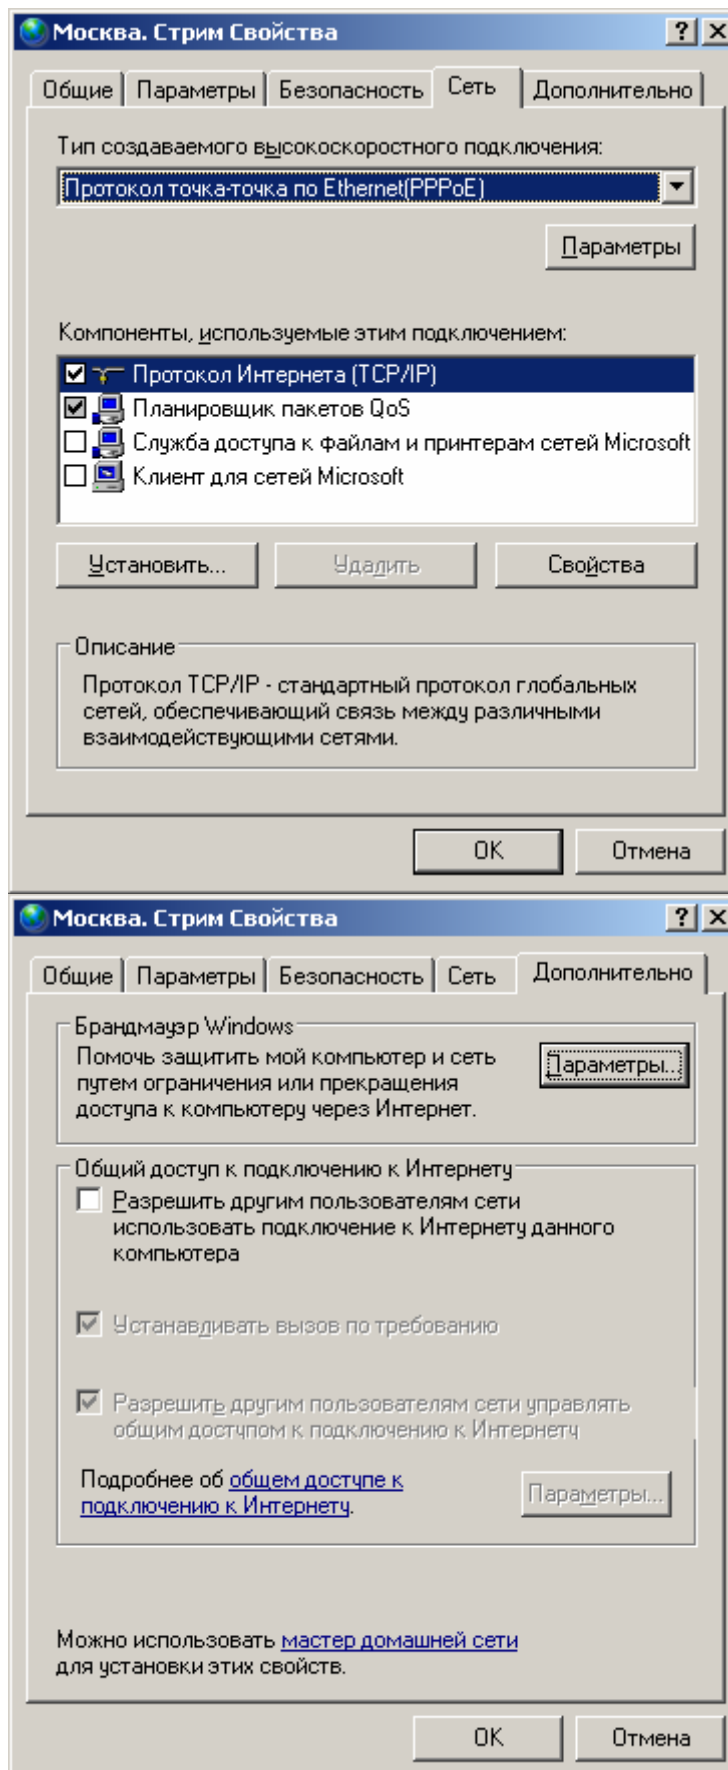 Москва. Стрим Свойства
Общие Параметры Безопасность Сеть Дополнительно
Тип создаваемого высокоскоростного подключения:
Протокол точка-точка по Ethernet(PPPoE)
Параметры
Компоненты, используемые этим подключением:
Протокол Интернета (TCP/IP)
Планировщик пакетов QoS
Служба доступа к файлам и принтерам сетей Microsoft
Клиент для сетей Microsoft
Установить... Удалить Свойства
Описание
Протокол TCP/IP - стандартный протокол глобальных
сетей, обеспечивающий связь между различными
взаимодействующими сетями.
OK Отмена
Москва. Стрим Свойства
Общие Параметры Безопасность Сеть Дополнительно
Брандмауэр Windows
Помочь защитить мой компьютер и сеть
путем ограничения или прекращения
доступа к компьютеру через Интернет.
Параметры...
Общий доступ к подключению к Интернету
Разрешить другим пользователям сети
использовать подключение к Интернету данного
компьютера
Устанавливать вызов по требованию
Разрешить другим пользователям сети управлять
общим доступом к подключению к Интернету
Подробнее об общем доступе к
подключению к Интернету.
Параметры...
Можно использовать мастер домашней сети
для установки этих свойств.
OK Отмена